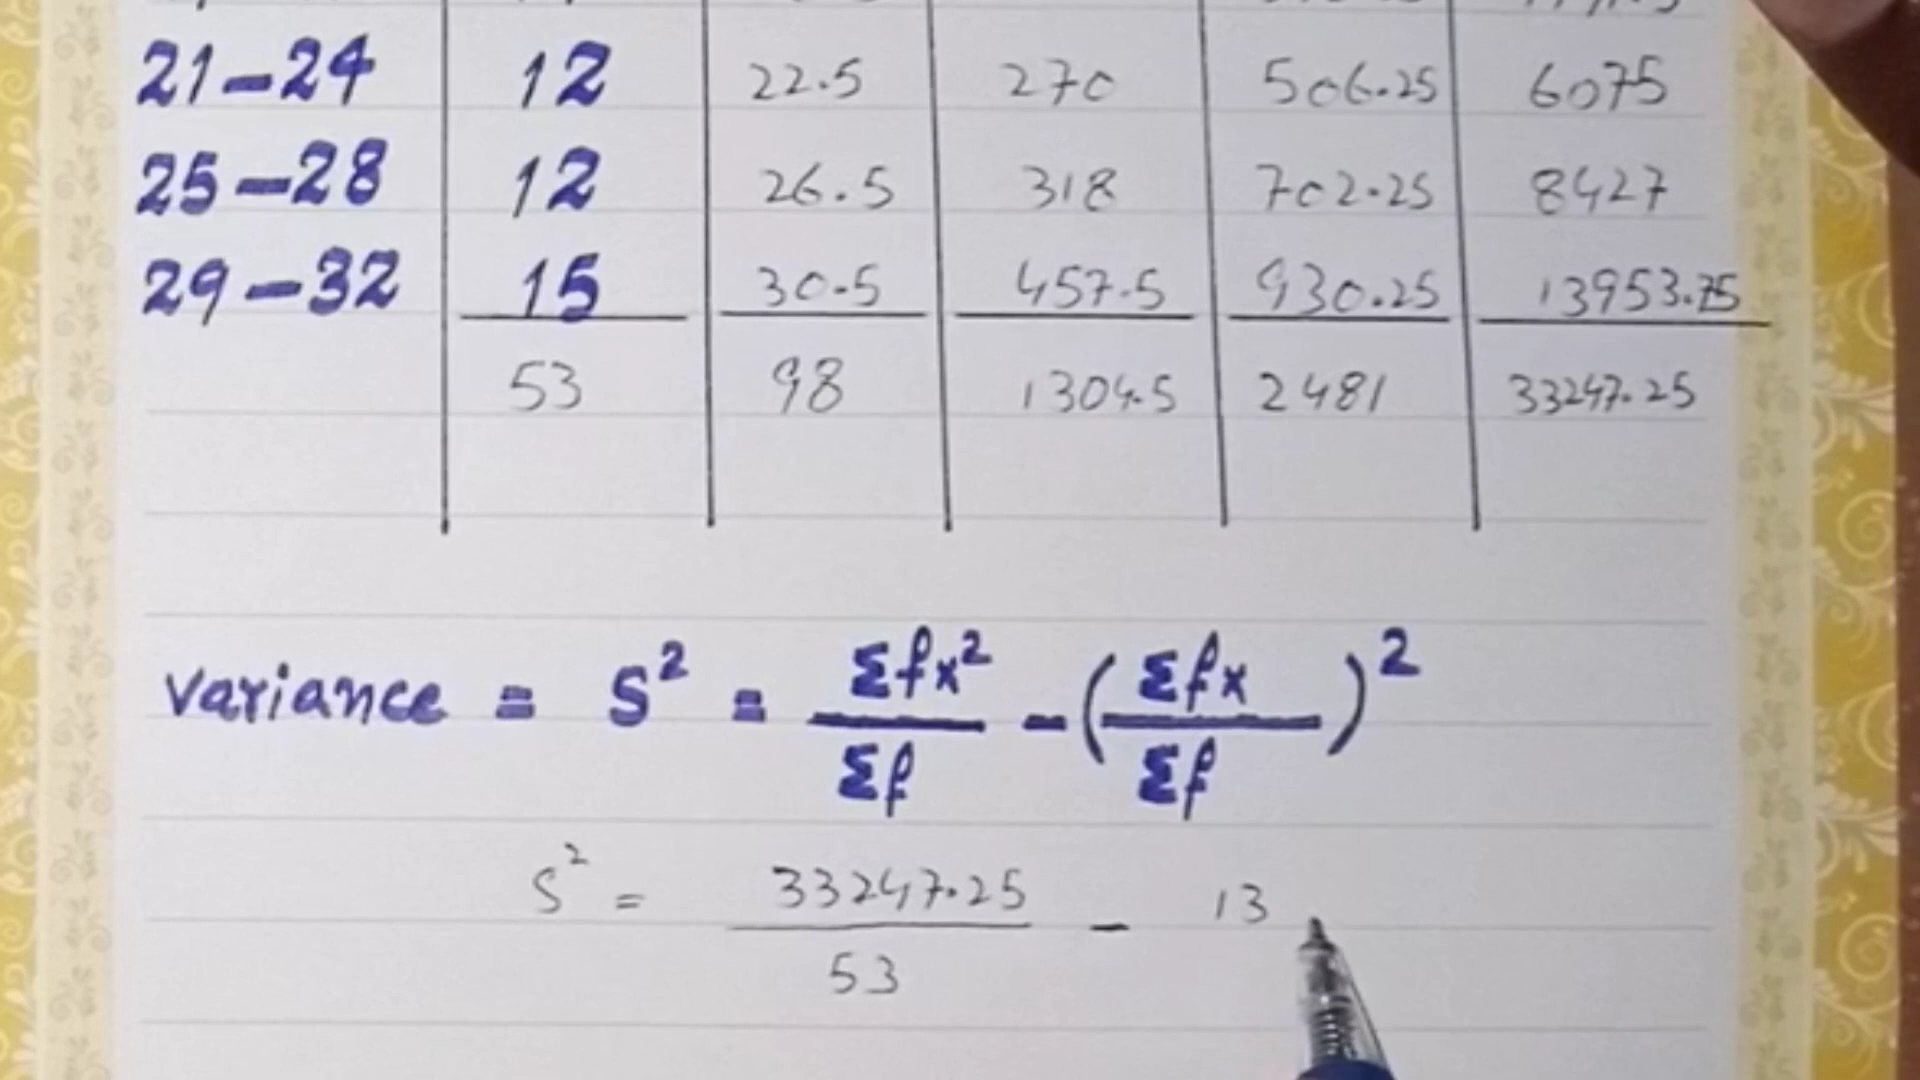 21-24 12 22.5 270 506.25 6075
25-28 12 26.5 318 702.25 8427
29-32 15 30.5 457.5 930.25 13953.75
53 98 1304.5 2481 33247.25
variance = S² = Σfx²/Σf - (Σfx/Σf)²
S² = 33247.25/53 - 13